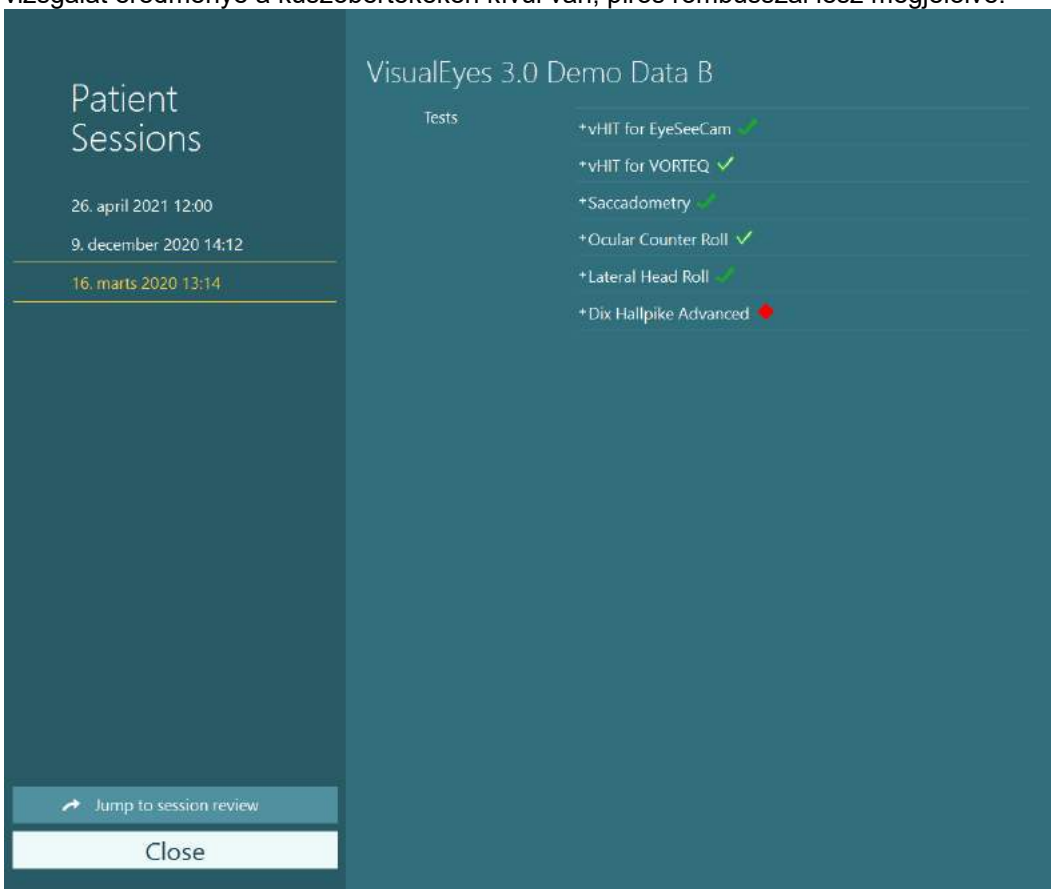 vizsgálat eredménye a küszöbértékeken kívül van, piros rombusszal lesz megjelölve.
Patient
Sessions
26. april 2021 12:00
9. december 2020 14:12
16. marts 2020 13:14
Jump to session review
Close
VisualEyes 3.0 Demo Data B
Tests
+vHIT for EyeSeeCam
+vHIT for VORTEQ
+Saccadometry
+Ocular Counter Roll
+Lateral Head Roll
+Dix Hallpike Advanced